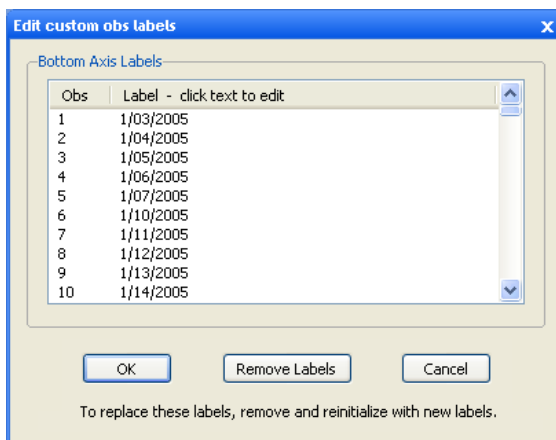 Edit custom obs labels x
Bottom Axis Labels
Obs Label - click text to edit
1 1/03/2005
2 1/04/2005
3 1/05/2005
4 1/06/2005
5 1/07/2005
6 1/10/2005
7 1/11/2005
8 1/12/2005
9 1/13/2005
10 1/14/2005
OK Remove Labels Cancel
To replace these labels, remove and reinitialize with new labels.